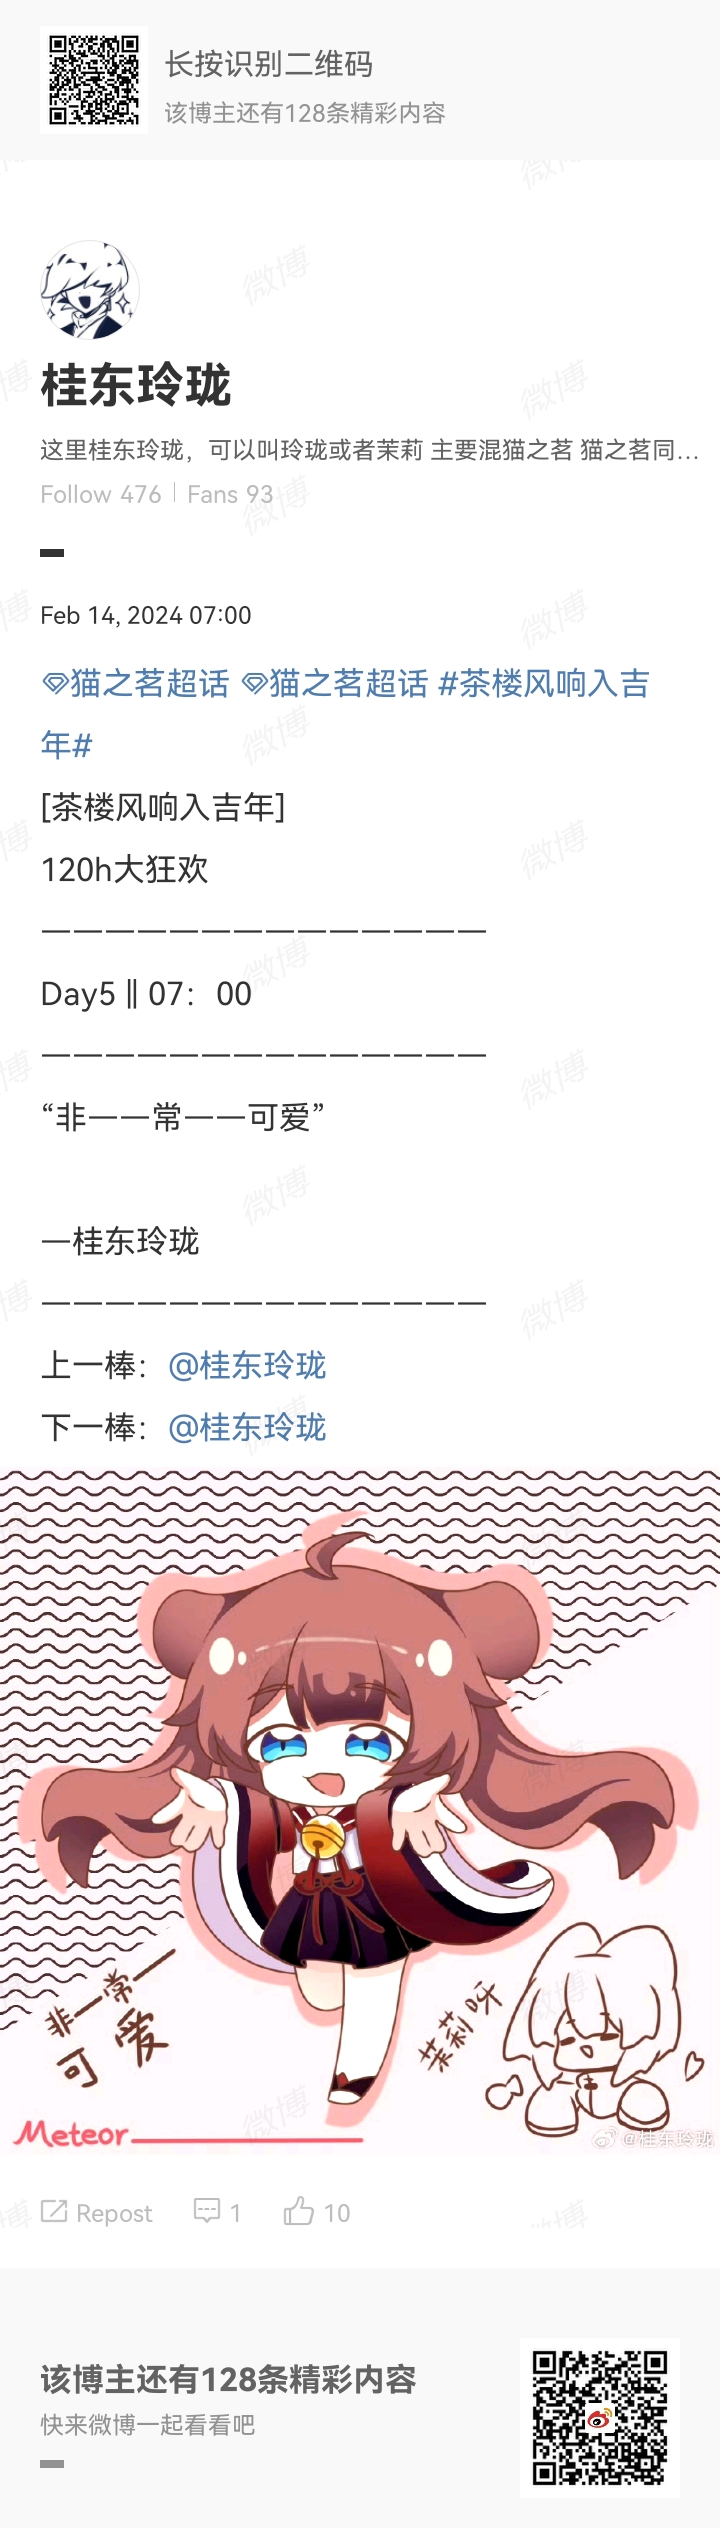 长按识别二维码
该博主还有128条精彩内容
桂东玲珑
这里桂东玲珑，可以叫玲珑或者茉莉 主要混猫之茗 猫之茗同...
Follow 476 | Fans 93
Feb 14, 2024 07:00
猫之茗超话 猫之茗超话 #茶楼风响入吉
年#
[茶楼风响入吉年]
120h大狂欢
——————————————
Day5 ‖ 07：00
——————————————
“非——常——可爱”
—桂东玲珑
——————————————
上一棒：@桂东玲珑
下一棒：@桂东玲珑
非一常一
可爱
茉莉呀
Meteor
@桂东玲珑
Repost 1 10
该博主还有128条精彩内容
快来微博一起看看吧
微博